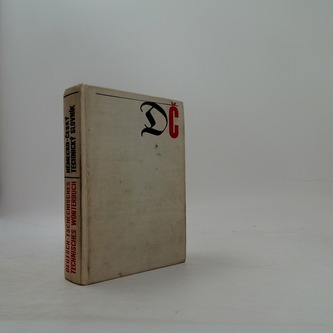 DČ
NĚMECKO-ČESKÝ
TECHNICKÝ SLOVNÍK
DEUTSCH-TSCHECHISCHES
TECHNISCHES WÖRTERBUCH